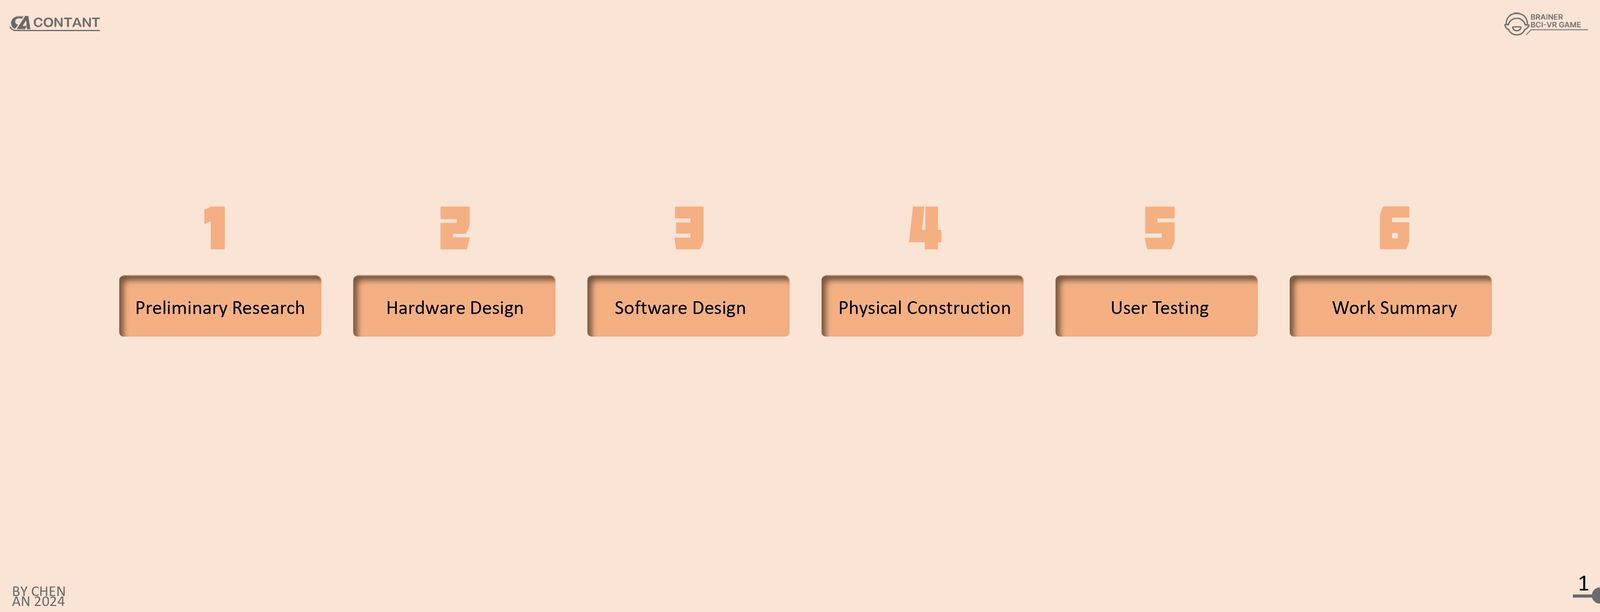 CA CONTANT
BRAINER
BCI-VR GAME
1
2
3
4
5
6
Preliminary Research
Hardware Design
Software Design
Physical Construction
User Testing
Work Summary
BY CHEN
AN 2024
1